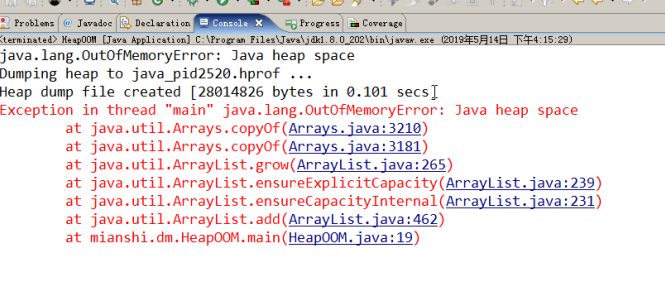 Problems @ Javadoc Declaration Console Progress Coverage
<terminated> HeapOOM [Java Application] C:\Program Files\Java\jdk1.8.0_202\bin\javaw.exe (2019年5月14日 下午4:15:29)
java.lang.OutOfMemoryError: Java heap space
Dumping heap to java_pid2520.hprof ...
Heap dump file created [28014826 bytes in 0.101 secs]
Exception in thread "main" java.lang.OutOfMemoryError: Java heap space
at java.util.Arrays.copyOf(Arrays.java:3210)
at java.util.Arrays.copyOf(Arrays.java:3181)
at java.util.ArrayList.grow(ArrayList.java:265)
at java.util.ArrayList.ensureExplicitCapacity(ArrayList.java:239)
at java.util.ArrayList.ensureCapacityInternal(ArrayList.java:231)
at java.util.ArrayList.add(ArrayList.java:462)
at mianshi.dm.HeapOOM.main(HeapOOM.java:19)